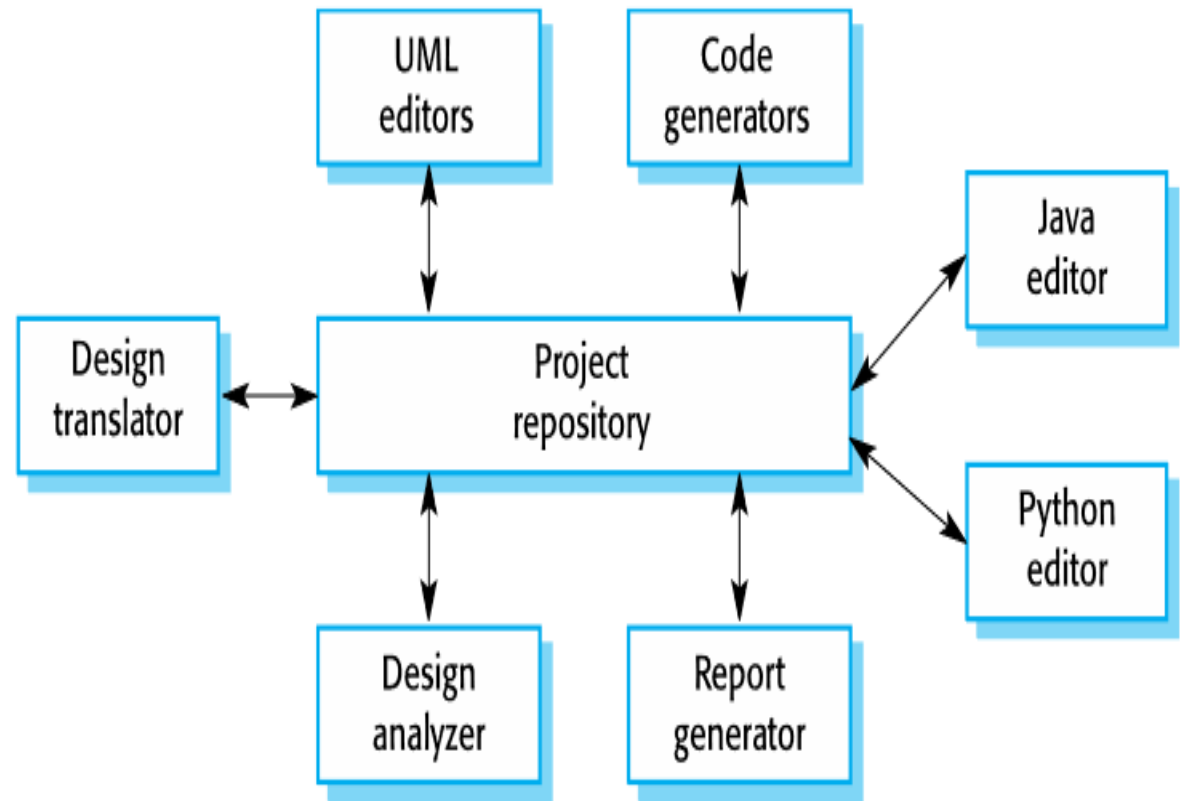 UML
editors
Code
generators
Java
editor
Design
translator
Project
repository
Python
editor
Design
analyzer
Report
generator